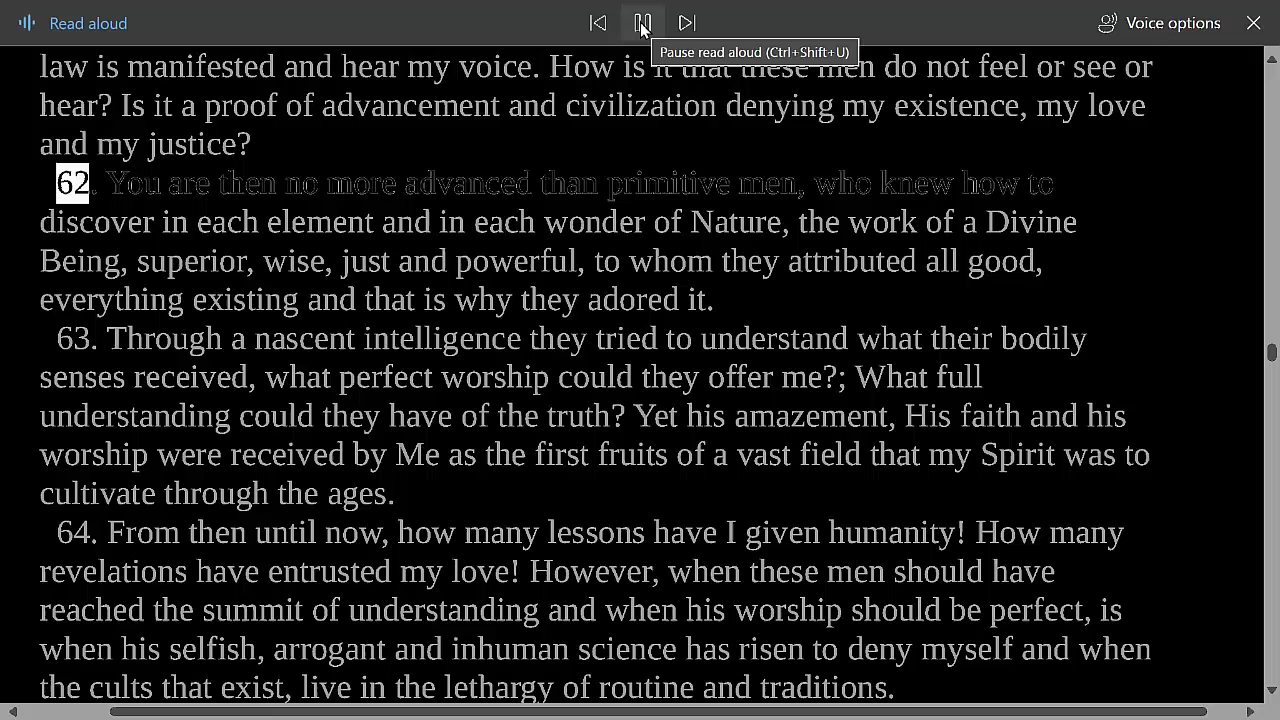 Read aloud
Voice options
Pause read aloud (Ctrl+Shift+U)
law is manifested and hear my voice. How is it that these men do not feel or see or
hear? Is it a proof of advancement and civilization denying my existence, my love
and my justice?
62. You are then no more advanced than primitive men, who knew how to
discover in each element and in each wonder of Nature, the work of a Divine
Being, superior, wise, just and powerful, to whom they attributed all good,
everything existing and that is why they adored it.
63. Through a nascent intelligence they tried to understand what their bodily
senses received, what perfect worship could they offer me?; What full
understanding could they have of the truth? Yet his amazement, His faith and his
worship were received by Me as the first fruits of a vast field that my Spirit was to
cultivate through the ages.
64. From then until now, how many lessons have I given humanity! How many
revelations have entrusted my love! However, when these men should have
reached the summit of understanding and when his worship should be perfect, is
when his selfish, arrogant and inhuman science has risen to deny myself and when
the cults that exist, live in the lethargy of routine and traditions.